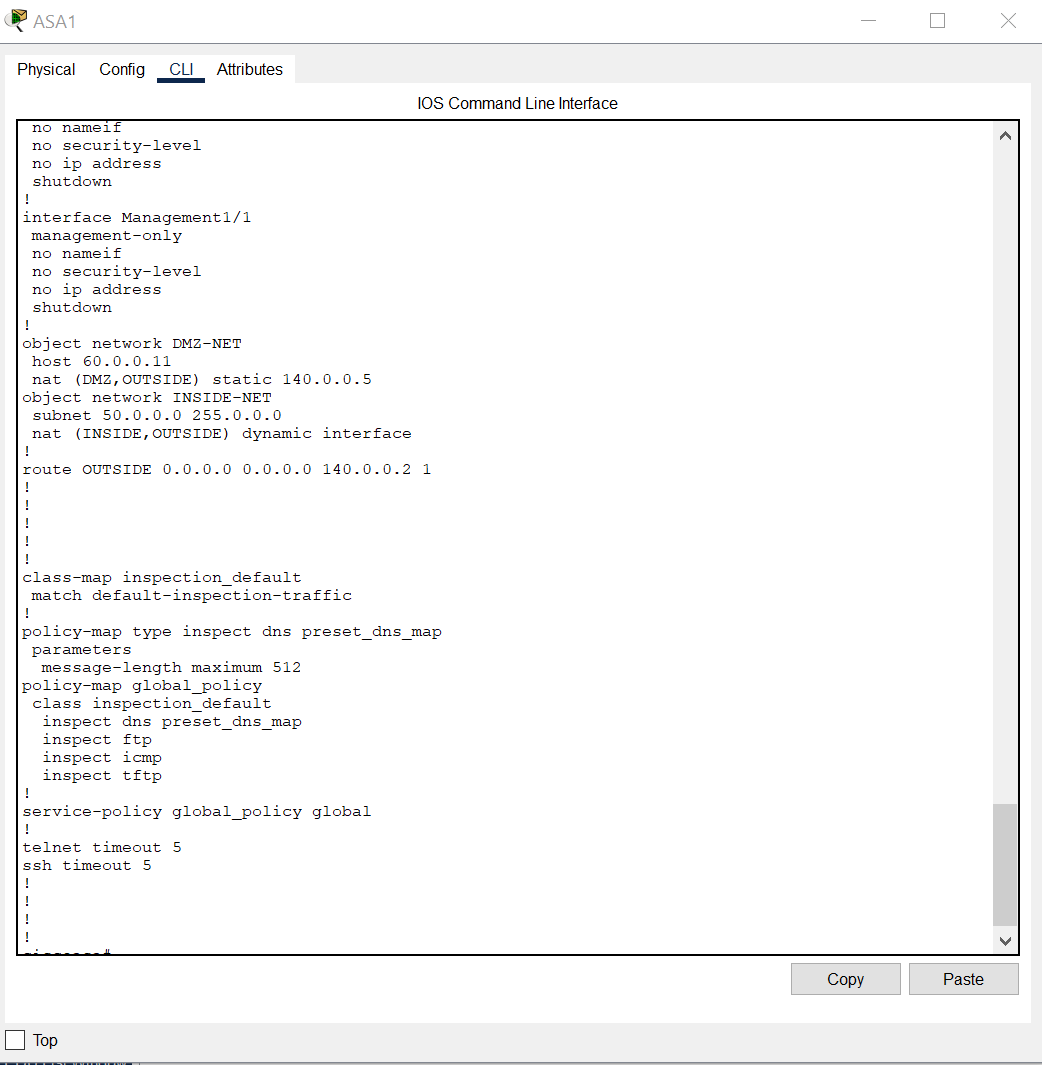 ASA1
Physical Config CLI Attributes
IOS Command Line Interface
no nameif
no security-level
no ip address
shutdown
!
interface Management1/1
management-only
no nameif
no security-level
no ip address
shutdown
!
object network DMZ-NET
host 60.0.0.11
nat (DMZ,OUTSIDE) static 140.0.0.5
object network INSIDE-NET
subnet 50.0.0.0 255.0.0.0
nat (INSIDE,OUTSIDE) dynamic interface
!
route OUTSIDE 0.0.0.0 0.0.0.0 140.0.0.2 1
!
!
!
!
!
class-map inspection_default
match default-inspection-traffic
!
policy-map type inspect dns preset_dns_map
parameters
message-length maximum 512
policy-map global_policy
class inspection_default
inspect dns preset_dns_map
inspect ftp
inspect icmp
inspect tftp
!
service-policy global_policy global
!
telnet timeout 5
ssh timeout 5
!
!
!
!
Copy Paste
Top